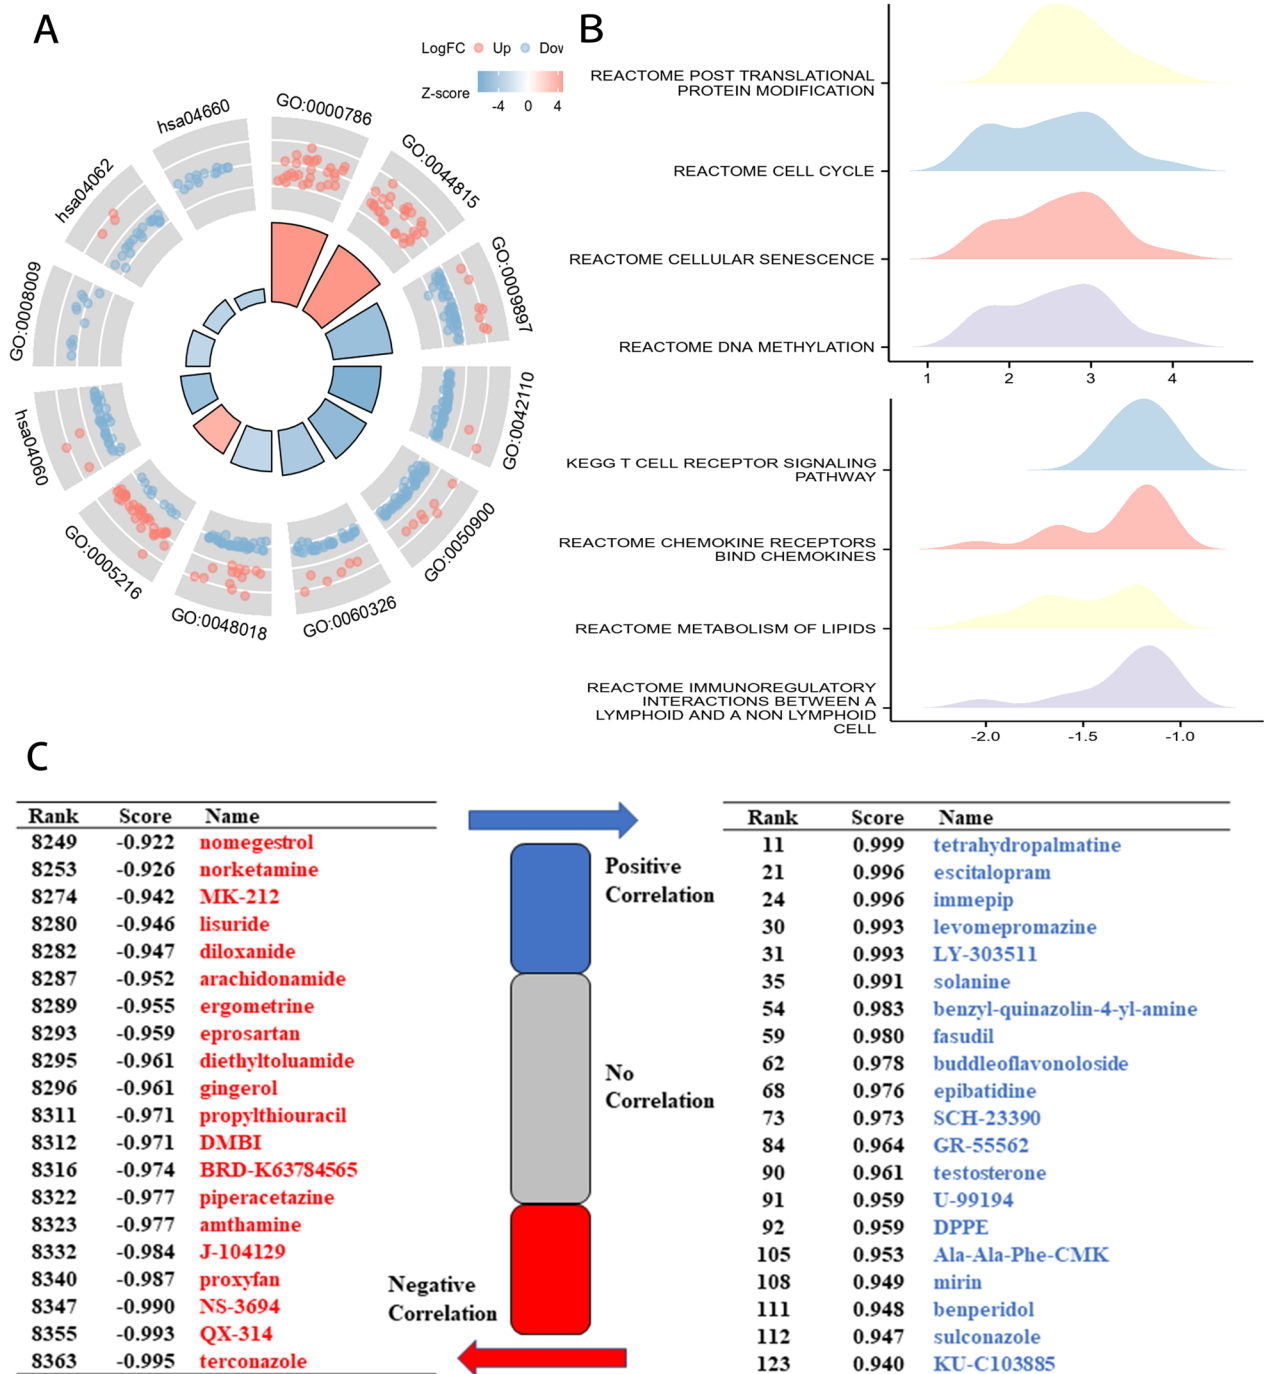 A
LogFC Up Dov
Z-score
-4 0 4
GO:0000786
GO:0044815
GO:0009897
GO:0042110
GO:0050900
GO:0060326
GO:0048018
GO:0005216
hsa04060
GO:0008009
hsa04062
hsa04660
B
REACTOME POST TRANSLATIONAL
PROTEIN MODIFICATION
REACTOME CELL CYCLE
REACTOME CELLULAR SENESCENCE
REACTOME DNA METHYLATION
1 2 3 4
KEGG T CELL RECEPTOR SIGNALING
PATHWAY
REACTOME CHEMOKINE RECEPTORS
BIND CHEMOKINES
REACTOME METABOLISM OF LIPIDS
REACTOME IMMUNOREGULATORY
INTERACTIONS BETWEEN A
LYMPHOID AND A NON LYMPHOID
CELL
-2.0 -1.5 -1.0
C
Rank Score Name
8249 -0.922 nomegestrol
8253 -0.926 norketamine
8274 -0.942 MK-212
8280 -0.946 lisuride
8282 -0.947 diloxanide
8287 -0.952 arachidonamide
8289 -0.955 ergometrine
8293 -0.959 eprosartan
8295 -0.961 diethyltoluamide
8296 -0.961 gingerol
8311 -0.971 propylthiouracil
8312 -0.971 DMBI
8316 -0.974 BRD-K63784565
8322 -0.977 piperacetazine
8323 -0.977 amthamine
8332 -0.984 J-104129
8340 -0.987 proxyfan
8347 -0.990 NS-3694
8355 -0.993 QX-314
8363 -0.995 terconazole
Positive
Correlation
No
Correlation
Negative
Correlation
Rank Score Name
11 0.999 tetrahydropalmatine
21 0.996 escitalopram
24 0.996 immepip
30 0.993 levomepromazine
31 0.993 LY-303511
35 0.991 solanine
54 0.983 benzyl-quinazolin-4-yl-amine
59 0.980 fasudil
62 0.978 buddleoflavonoloside
68 0.976 epibatidine
73 0.973 SCH-23390
84 0.964 GR-55562
90 0.961 testosterone
91 0.959 U-99194
92 0.959 DPPE
105 0.953 Ala-Ala-Phe-CMK
108 0.949 mirin
111 0.948 benperidol
112 0.947 sulconazole
123 0.940 KU-C103885